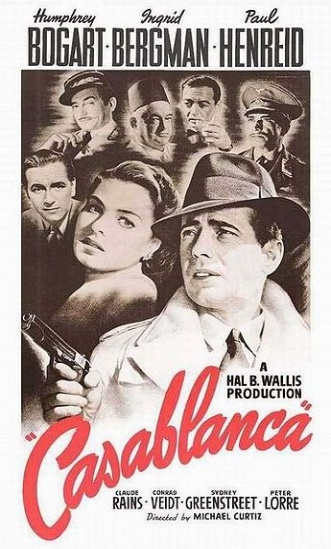 Humphrey Ingrid Paul
BOGART · BERGMAN · HENREID
A
HAL B. WALLIS
PRODUCTION
"Casablanca"
CLAUDE CONRAD SYDNEY PETER
RAINS · VEIDT · GREENSTREET · LORRE
Directed by MICHAEL CURTIZ